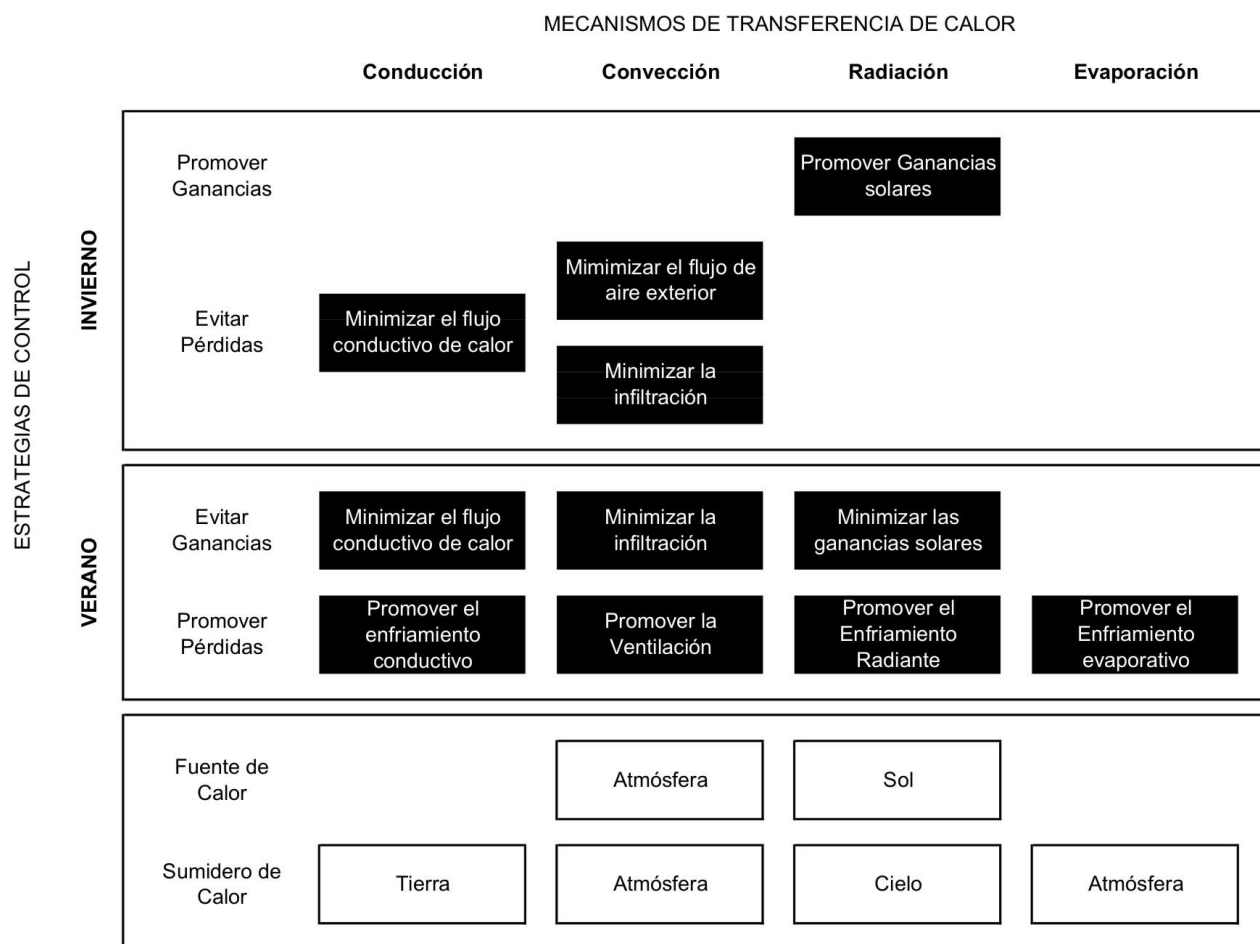 MECANISMOS DE TRANSFERENCIA DE CALOR
Conducción
Convección
Radiación
Evaporación
ESTRATEGIAS DE CONTROL
INVIERNO
Promover
Ganancias
Promover Ganancias
solares
Evitar
Pérdidas
Minimizar el flujo
conductivo de calor
Mimimizar el flujo de
aire exterior
Minimizar la
infiltración
VERANO
Evitar
Ganancias
Minimizar el flujo
conductivo de calor
Minimizar la
infiltración
Minimizar las
ganancias solares
Promover
Pérdidas
Promover el
enfriamiento
conductivo
Promover la
Ventilación
Promover el
Enfriamiento
Radiante
Promover el
Enfriamiento
evaporativo
Fuente de
Calor
Atmósfera
Sol
Sumidero de
Calor
Tierra
Atmósfera
Cielo
Atmósfera